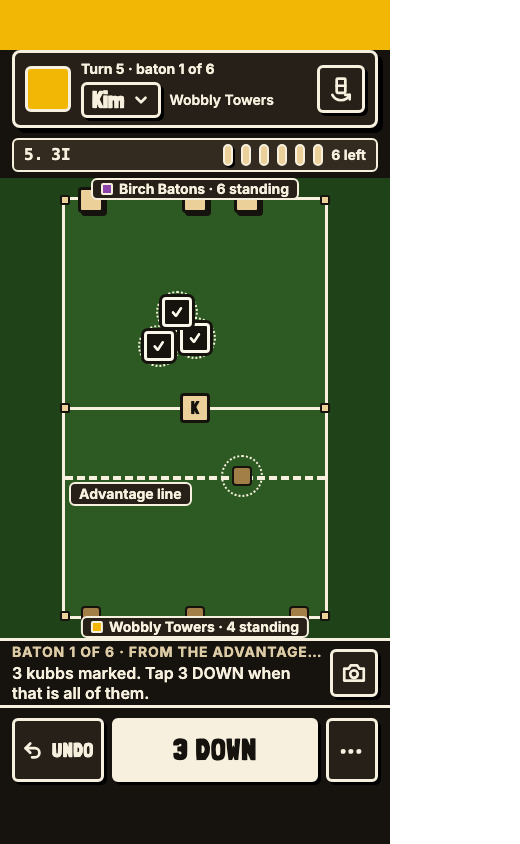 Turn 5 · baton 1 of 6
Kim
Wobbly Towers
5. 3I
6 left
Birch Batons · 6 standing
K
Advantage line
Wobbly Towers · 4 standing
BATON 1 OF 6 · FROM THE ADVANTAGE...
3 kubbs marked. Tap 3 DOWN when
that is all of them.
UNDO
3 DOWN